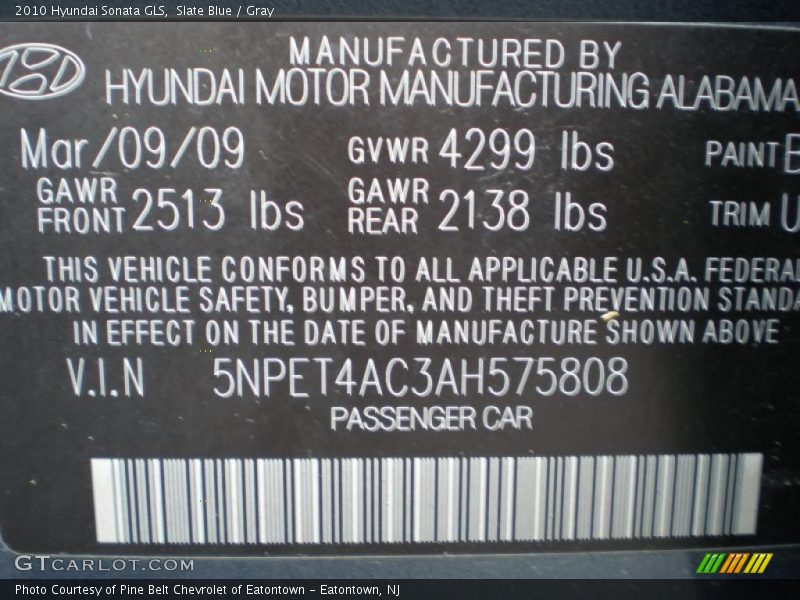 2010 Hyundai Sonata GLS, Slate Blue / Gray
MANUFACTURED BY
HYUNDAI MOTOR MANUFACTURING ALABAMA
Mar/09/09 GVWR 4299 lbs PAINT
GAWR FRONT 2513 lbs GAWR REAR 2138 lbs TRIM U
THIS VEHICLE CONFORMS TO ALL APPLICABLE U.S.A. FEDERAL
MOTOR VEHICLE SAFETY, BUMPER, AND THEFT PREVENTION STANDA
IN EFFECT ON THE DATE OF MANUFACTURE SHOWN ABOVE
V.I.N 5NPET4AC3AH575808
PASSENGER CAR
GTCARLOT.COM
Photo Courtesy of Pine Belt Chevrolet of Eatontown - Eatontown, NJ